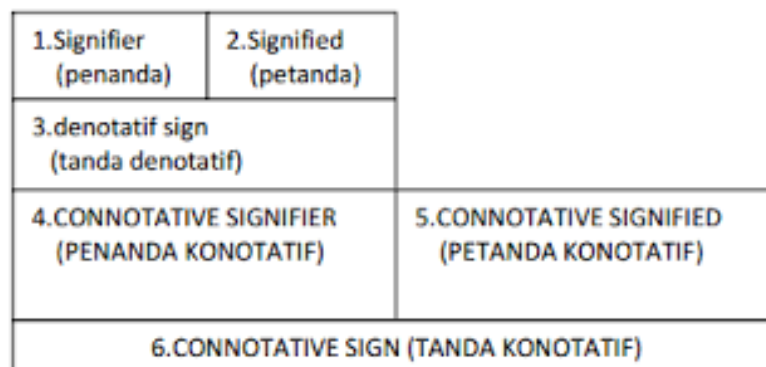 1.Signifier
(penanda)
2.Signified
(petanda)
3.denotatif sign
(tanda denotatif)
4.CONNOTATIVE SIGNIFIER
(PENANDA KONOTATIF)
5.CONNOTATIVE SIGNIFIED
(PETANDA KONOTATIF)
6.CONNOTATIVE SIGN (TANDA KONOTATIF)